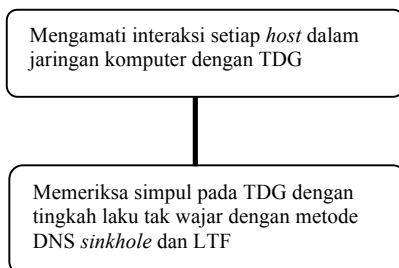 Mengamati interaksi setiap host dalam
jaringan komputer dengan TDG
Memeriksa simpul pada TDG dengan
tingkah laku tak wajar dengan metode
DNS sinkhole dan LTF